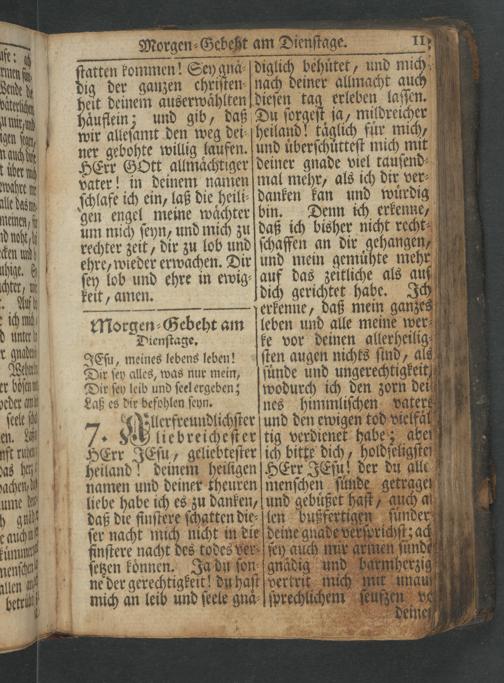 Morgen-Gebeht am Dienstage. 11
statten kommen! Sey gnä-
dig der ganzen christen-
heit deinem auserwählten
häuflein; und gib, daß
wir allesamt den weg dei-
ner gebohte willig laufen.
HErr GOtt allmächtiger
vater! in deinem namen
schlafe ich ein, laß die heili-
gen engel meine wächter
um mich seyn, und mich zu
rechter zeit, dir zu lob und
ehre, wieder erwachen. Dir
sey lob und ehre in ewig-
keit, amen.
Morgen-Gebeht am
Dienstage.
JEsu, meines lebens leben!
Dir sey alles, was nur mein,
Dir sey leib und seel ergeben;
Laß es dir befohlen seyn.
7. Allerfreundlichster
liebreichester
HErr JEsu, geliebtester
heiland! deinem heiligen
namen und deiner theuren
liebe habe ich es zu danken,
daß die finstere schatten die-
ser nacht mich nicht in die
finstere nacht des todes ver-
setzen können. Ja du son-
ne der gerechtigkeit! du hast
mich an leib und seele gnä-
diglich behütet, und mich
nach deiner allmacht auch
diesen tag erleben lassen.
Du sorgest ja, mildreicher
heiland! täglich für mich,
und überschüttest mich mit
deiner gnade viel tausend-
mal mehr, als ich dir ver-
danken kan und würdig
bin. Denn ich erkenne,
daß ich bisher nicht recht-
schaffen an dir gehangen,
und mein gemühte mehr
auf das zeitliche als auf
dich gerichtet habe. Ich
erkenne, daß mein ganzes
leben und alle meine wer-
ke vor deinen allerheilig-
sten augen nichts sind, als
sünde und ungerechtigkeit,
wodurch ich den zorn dei
nes himmlischen vaters
und den ewigen tod vielfäl
tig verdienet habe; aber
ich bitte dich, holdseligster
HErr JEsu! der du alle
menschen sünde getragen
und gebüßet hast, auch al
len bußfertigen sünder
deine gnade versprichst; ach
sey auch mir armen sünde
gnädig und barmherzig
vertrit mich mit unau
sprechlichem seufzen vo
deiner